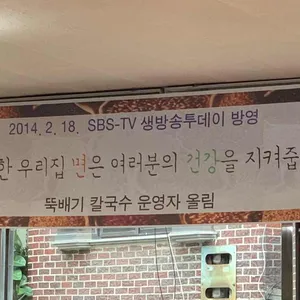 2014. 2. 18. SBS-TV 생방송투데이 방영
한 우리집 면은 여러분의 건강을 지켜줍
뚝배기 칼국수 운영자 올림